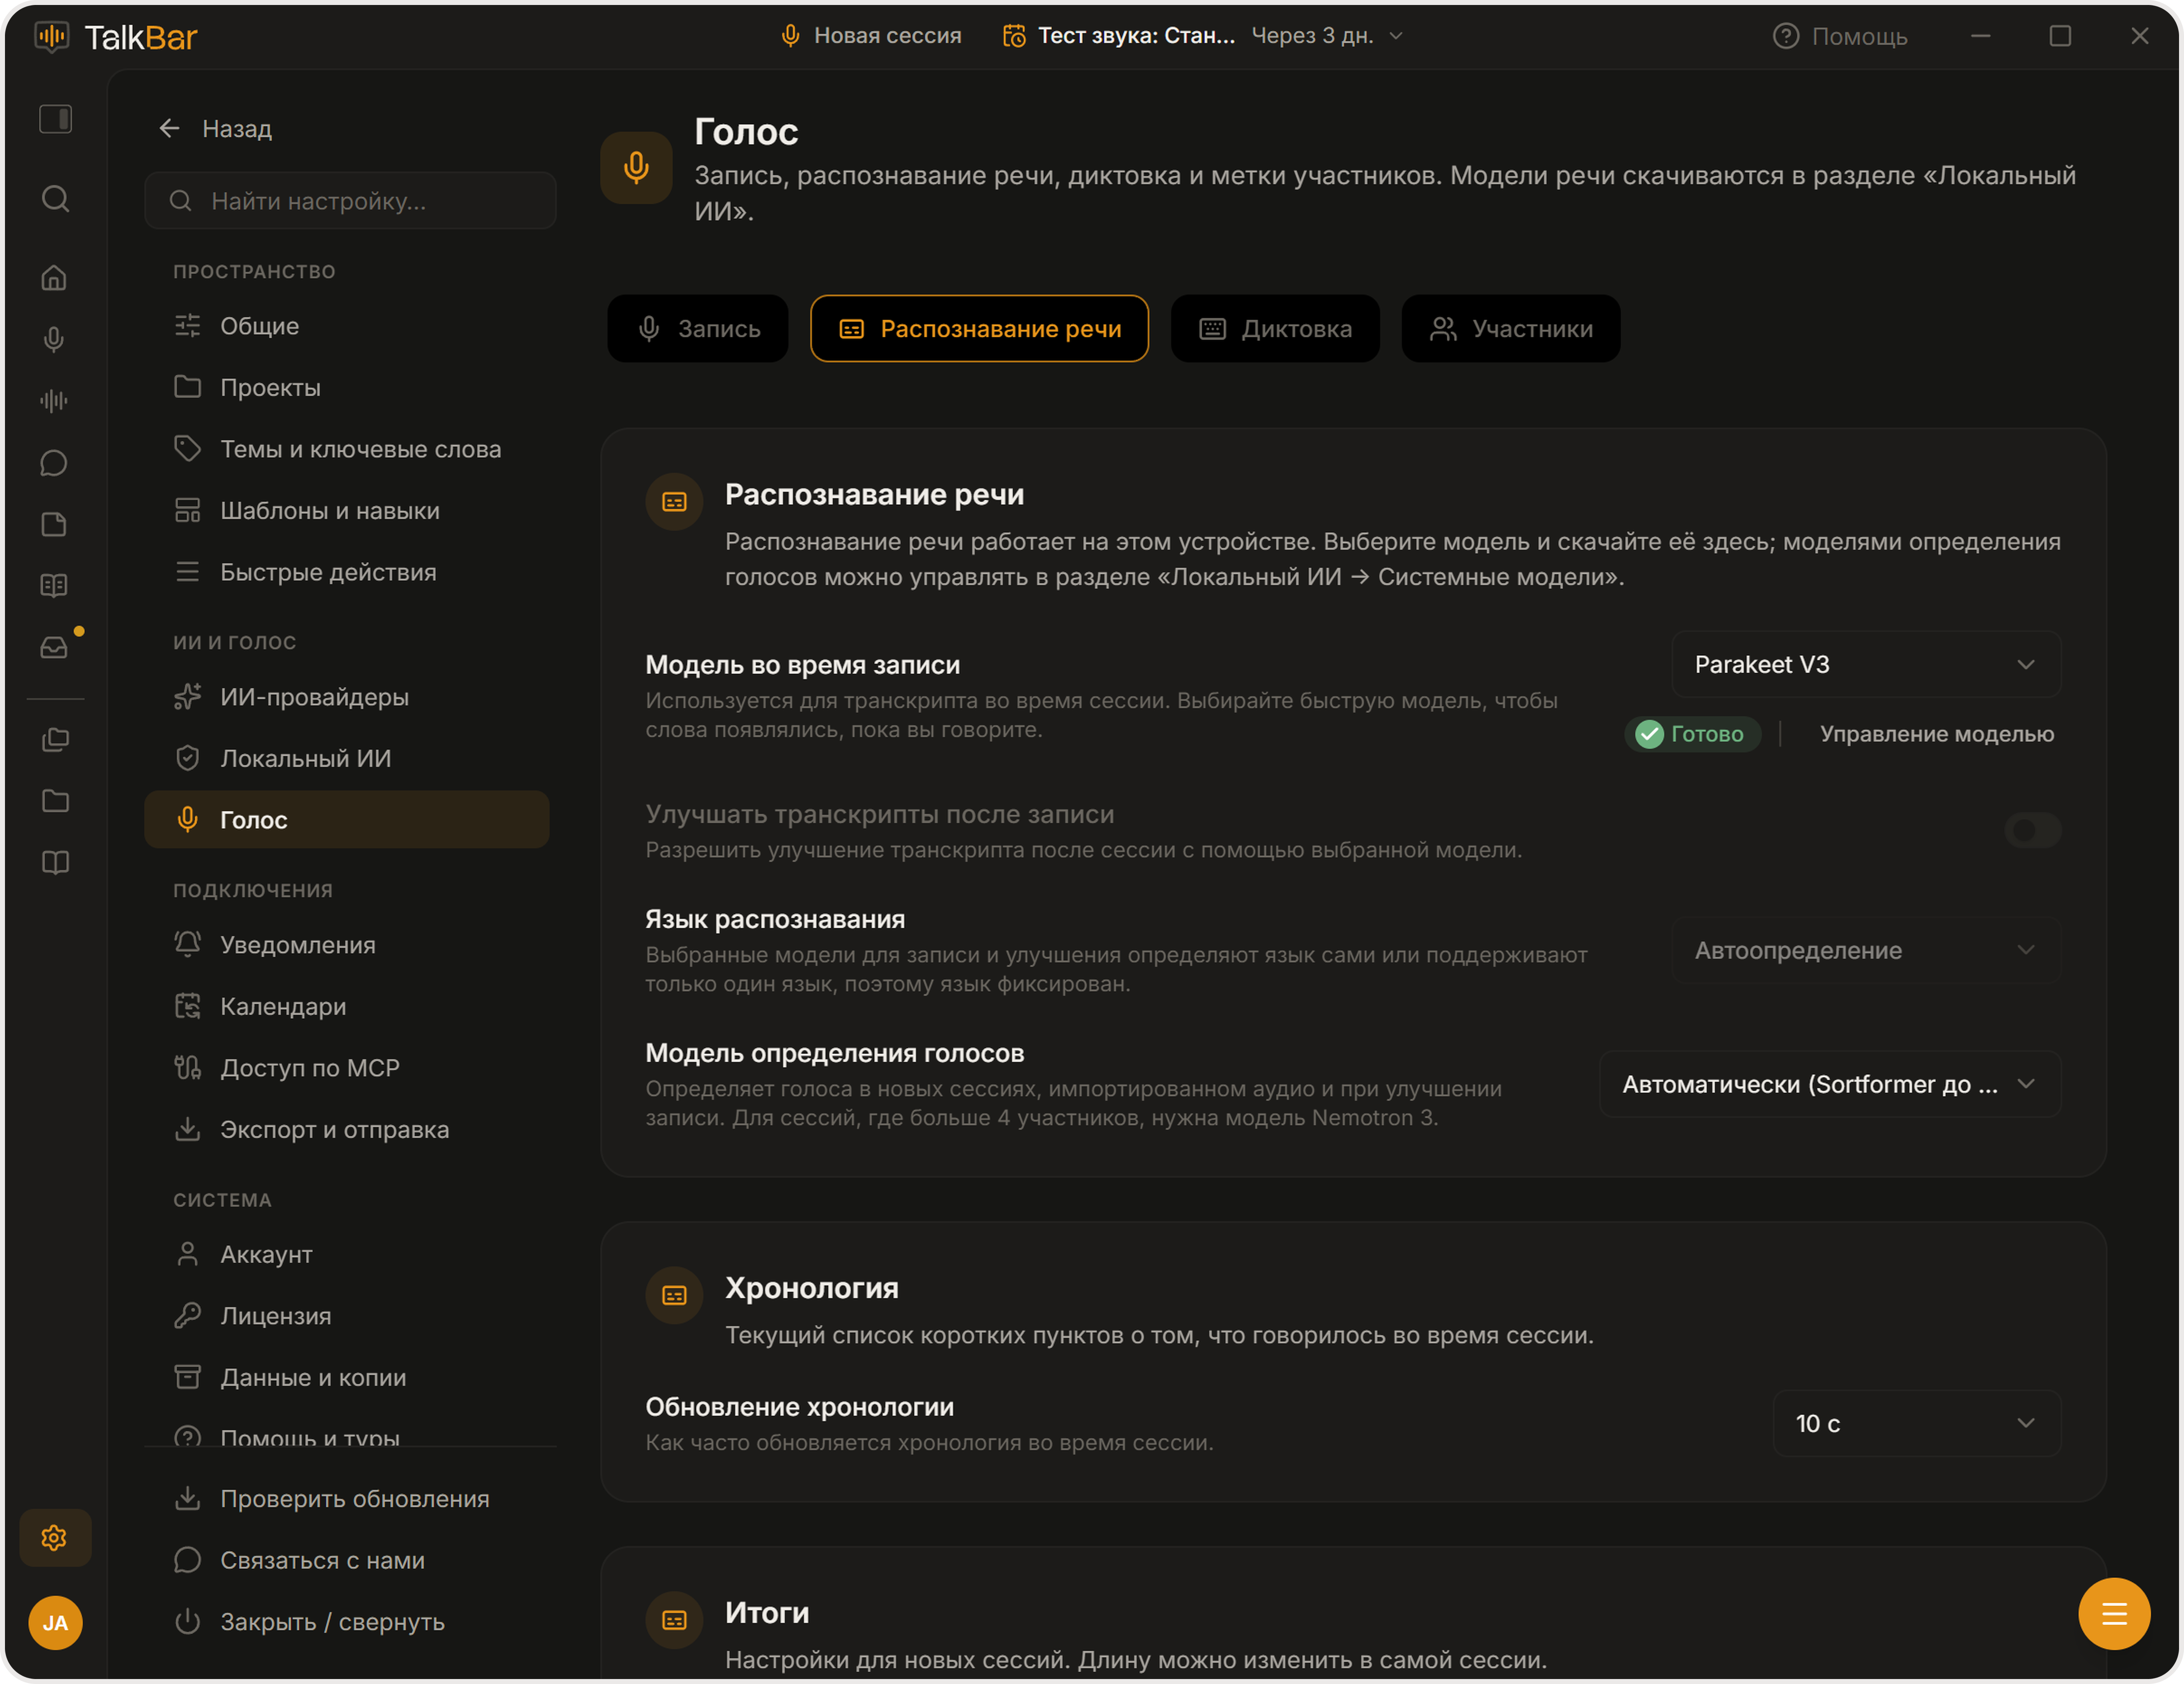 TalkBar
Новая сессия
Тест звука: Стан... Через 3 дн.
Помощь
Назад
Найти настройку...
ПРОСТРАНСТВО
Общие
Проекты
Темы и ключевые слова
Шаблоны и навыки
Быстрые действия
ИИ И ГОЛОС
ИИ-провайдеры
Локальный ИИ
Голос
ПОДКЛЮЧЕНИЯ
Уведомления
Календари
Доступ по MCP
Экспорт и отправка
СИСТЕМА
Аккаунт
Лицензия
Данные и копии
Помощь и туры
Проверить обновления
Связаться с нами
Закрыть / свернуть
JA
Голос
Запись, распознавание речи, диктовка и метки участников. Модели речи скачиваются в разделе «Локальный
ИИ».
Запись
Распознавание речи
Диктовка
Участники
Распознавание речи
Распознавание речи работает на этом устройстве. Выберите модель и скачайте её здесь; моделями определения
голосов можно управлять в разделе «Локальный ИИ → Системные модели».
Модель во время записи
Используется для транскрипта во время сессии. Выбирайте быструю модель, чтобы
слова появлялись, пока вы говорите.
Parakeet V3
Готово
Управление моделью
Улучшать транскрипты после записи
Разрешить улучшение транскрипта после сессии с помощью выбранной модели.
Язык распознавания
Выбранные модели для записи и улучшения определяют язык сами или поддерживают
только один язык, поэтому язык фиксирован.
Автоопределение
Модель определения голосов
Определяет голоса в новых сессиях, импортированном аудио и при улучшении
записи. Для сессий, где больше 4 участников, нужна модель Nemotron 3.
Автоматически (Sortformer до ...
Хронология
Текущий список коротких пунктов о том, что говорилось во время сессии.
Обновление хронологии
Как часто обновляется хронология во время сессии.
10 с
Итоги
Настройки для новых сессий. Длину можно изменить в самой сессии.